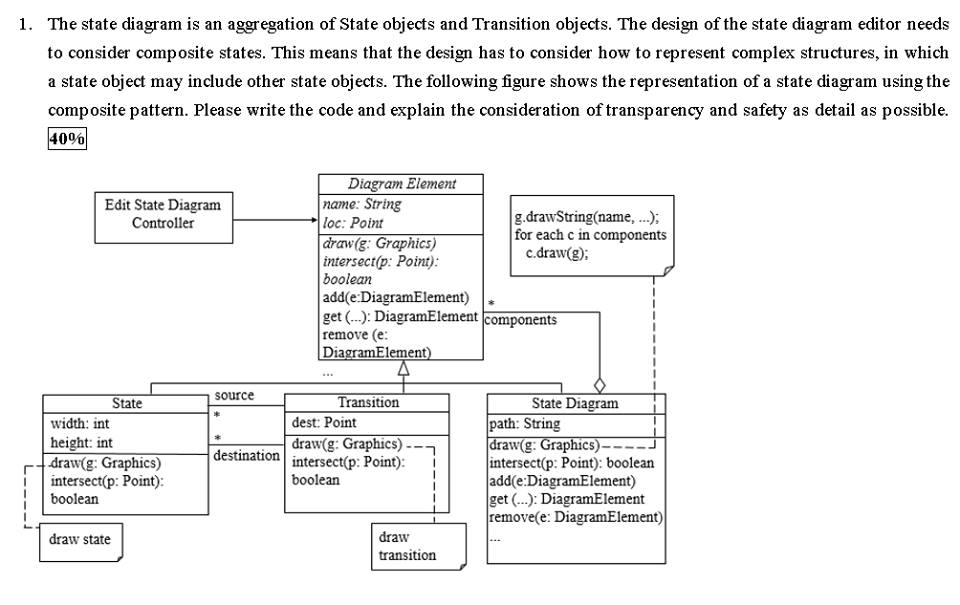 1. The state diagram is an aggregation of State objects and Transition objects. The design of the state diagram editor needs
to consider composite states. This means that the design has to consider how to represent complex structures, in which
a state object may include other state objects. The following figure shows the representation of a state diagram using the
composite pattern. Please write the code and explain the consideration of transparency and safety as detail as possible.
40%
Edit State Diagram
Controller
Diagram Element
name: String
loc: Point
draw(g: Graphics)
intersect(p: Point):
boolean
add(e:DiagramElement)
get (...): DiagramElement
remove (e:
DiagramElement)
...
g.drawString(name, ...);
for each c in components
c.draw(g);
*
components
State
width: int
height: int
draw(g: Graphics)
intersect(p: Point):
boolean
source
*
*
destination
Transition
dest: Point
draw(g: Graphics)
intersect(p: Point):
boolean
State Diagram
path: String
draw(g: Graphics)
intersect(p: Point): boolean
add(e:DiagramElement)
get (...): DiagramElement
remove(e: DiagramElement)
...
draw state
draw
transition